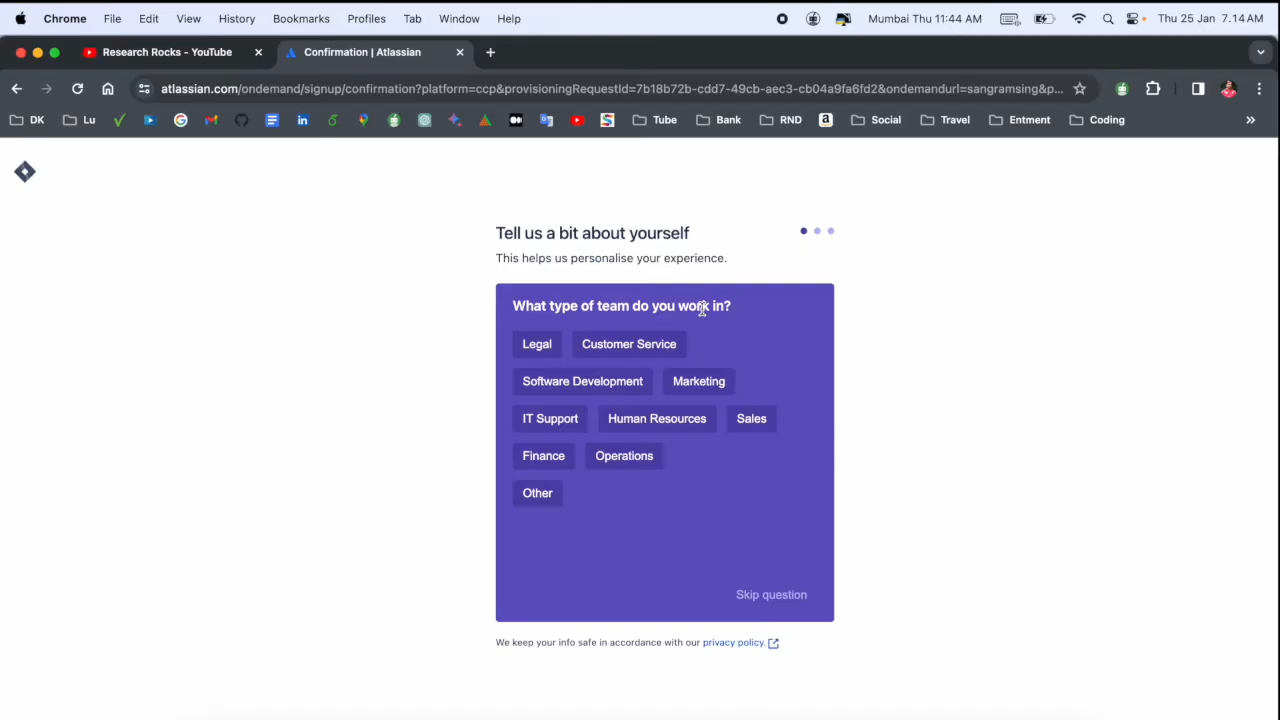 Chrome File Edit View History Bookmarks Profiles Tab Window Help Mumbai Thu 11:44 AM Thu 25 Jan 7.14 AM
Research Rocks - YouTube Confirmation | Atlassian
atlassian.com/ondemand/signup/confirmation?platform=ccp&provisioningRequestId=7b18b72b-cdd7-49cb-aec3-cb04a9fa6fd2&ondemandurl=sangramsing&p...
DK Lu Tube Bank RND Social Travel Entment Coding
Tell us a bit about yourself
This helps us personalise your experience.
What type of team do you work in?
Legal Customer Service
Software Development Marketing
IT Support Human Resources Sales
Finance Operations
Other
Skip question
We keep your info safe in accordance with our privacy policy.